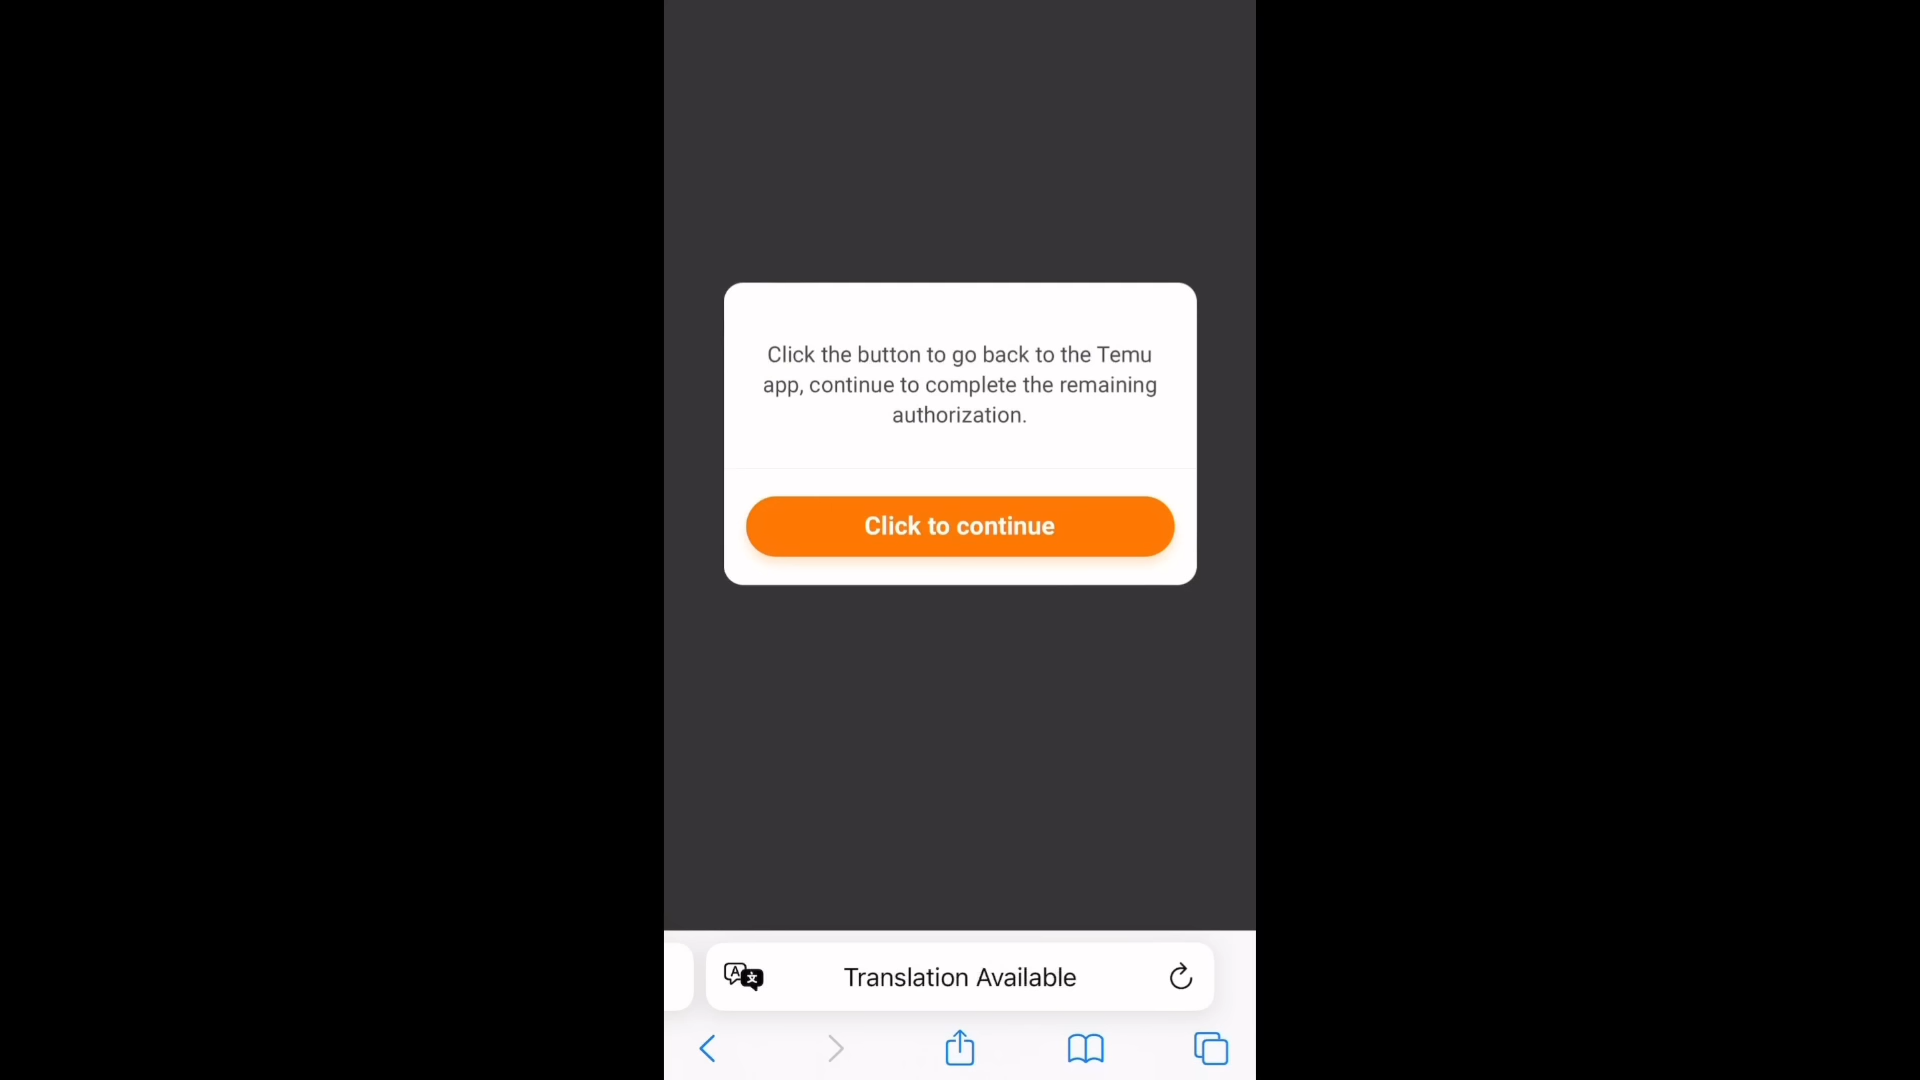 Click the button to go back to the Temu
app, continue to complete the remaining
authorization.
Click to continue
A 文 Translation Available